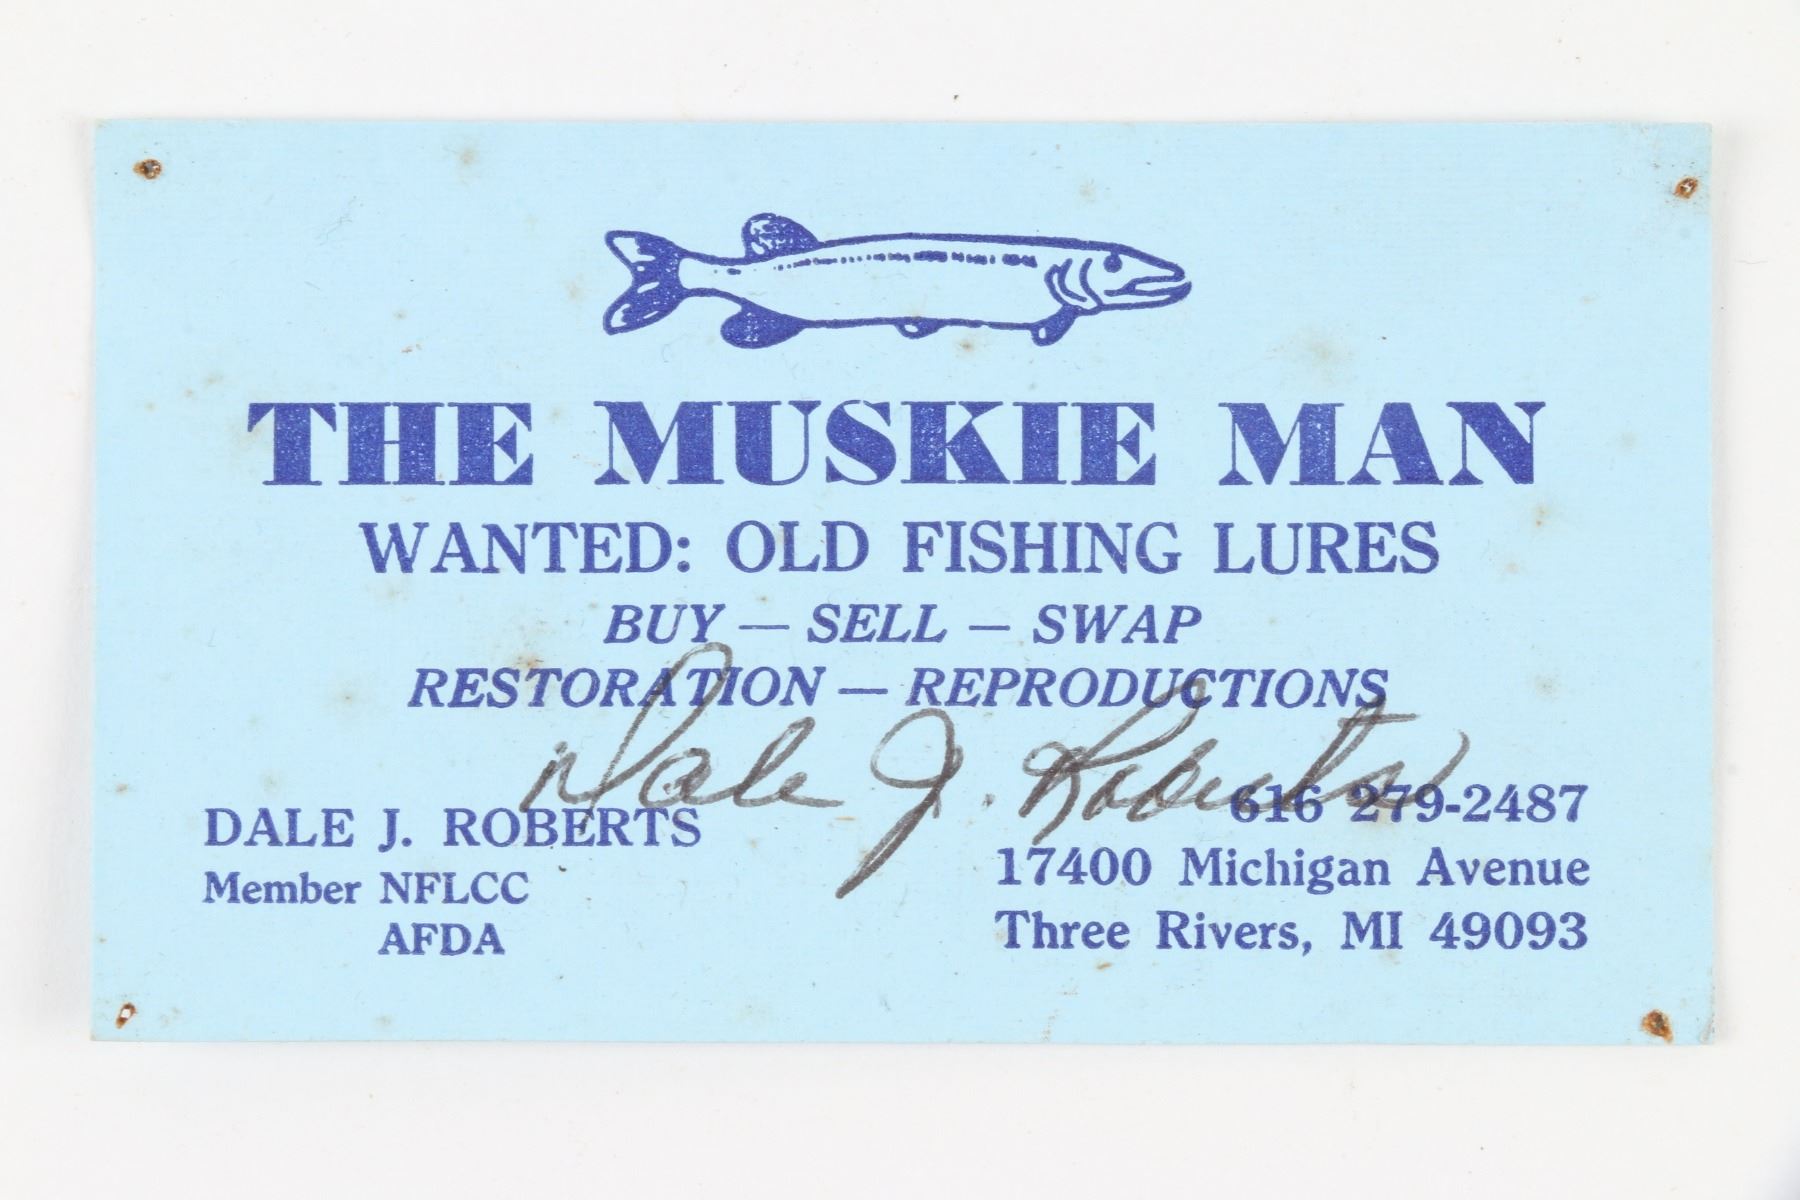 THE MUSKIE MAN
WANTED: OLD FISHING LURES
BUY — SELL — SWAP
RESTORATION — REPRODUCTIONS
Dale J. Roberts
DALE J. ROBERTS
Member NFLCC
AFDA
616 279-2487
17400 Michigan Avenue
Three Rivers, MI 49093